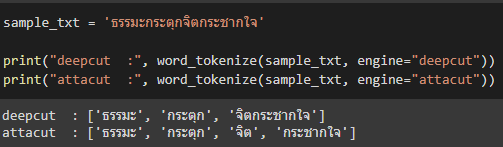 sample_txt = 'ธรรมะกระตุกจิตกระชากใจ'
print("deepcut  :", word_tokenize(sample_txt, engine="deepcut"))
print("attacut  :", word_tokenize(sample_txt, engine="attacut"))
deepcut  : ['ธรรมะ', 'กระตุก', 'จิตกระชากใจ']
attacut  : ['ธรรมะ', 'กระตุก', 'จิต', 'กระชากใจ']